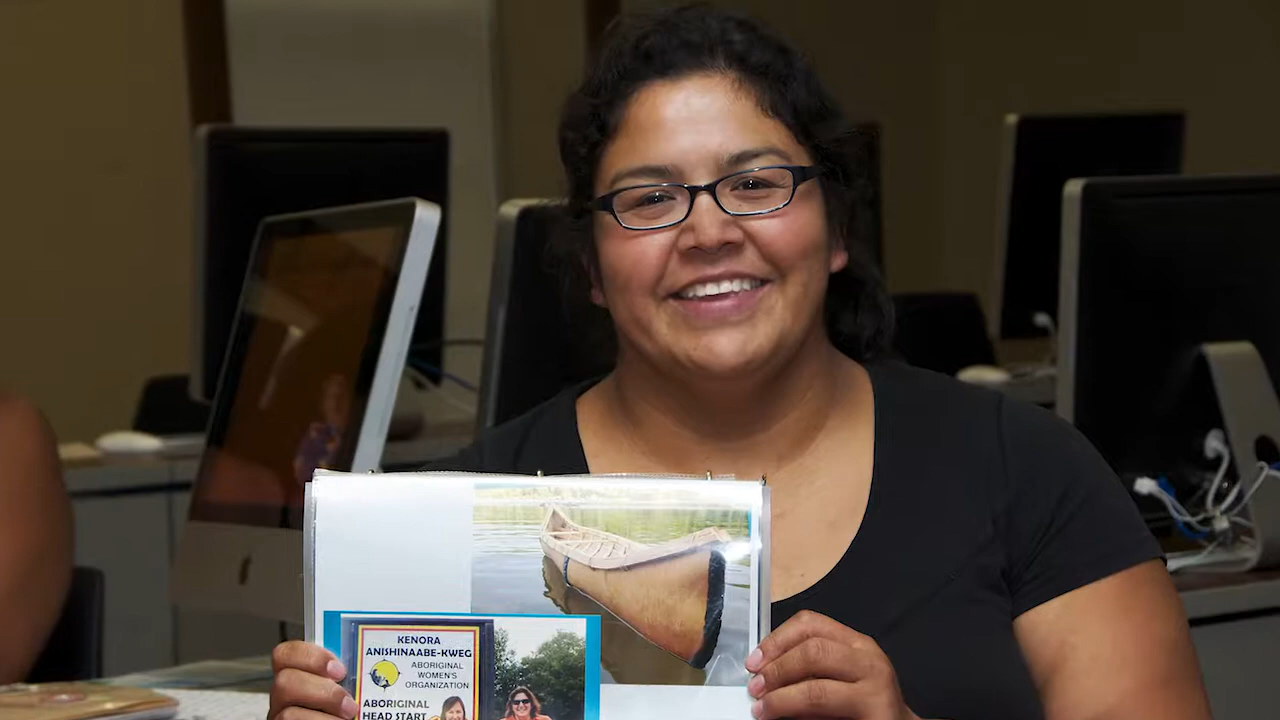 KENORA
ANISHINAABE-KWEG
ABORIGINAL
WOMEN'S
ORGANIZATION
ABORIGINAL
HEAD START